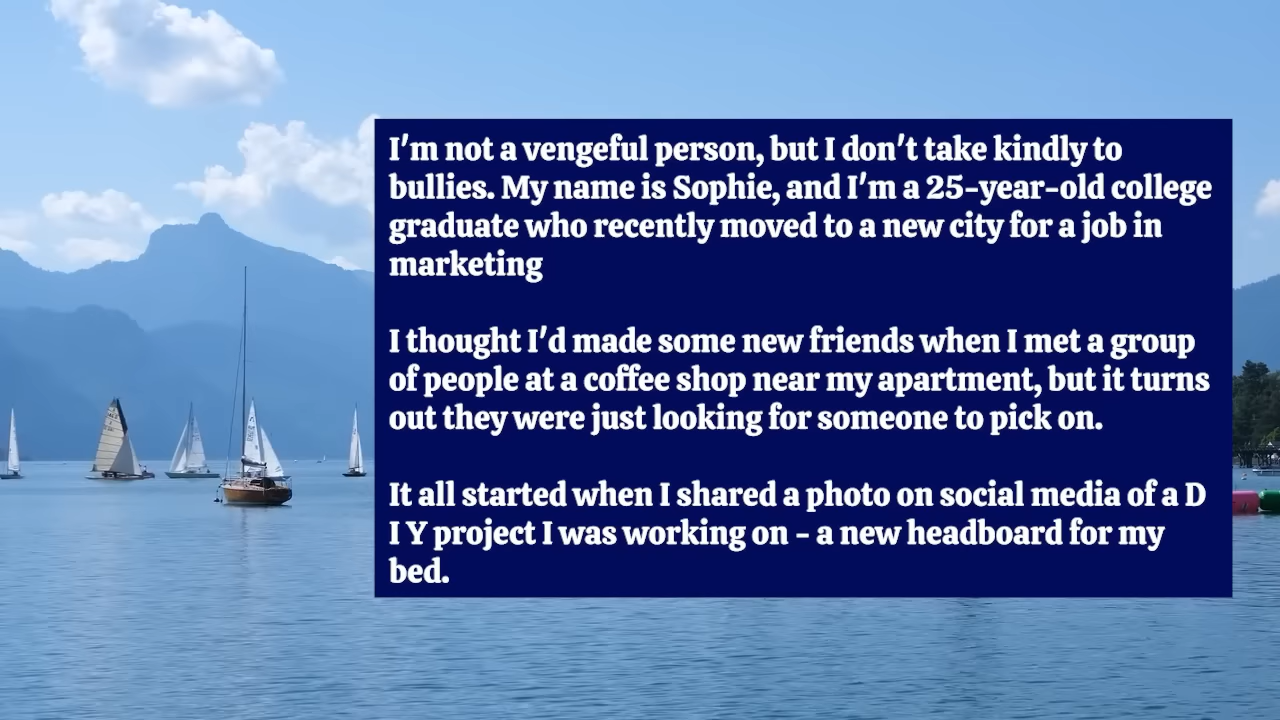 I'm not a vengeful person, but I don't take kindly to
bullies. My name is Sophie, and I'm a 25-year-old college
graduate who recently moved to a new city for a job in
marketing
I thought I'd made some new friends when I met a group
of people at a coffee shop near my apartment, but it turns
out they were just looking for someone to pick on.
It all started when I shared a photo on social media of a D
I Y project I was working on - a new headboard for my
bed.